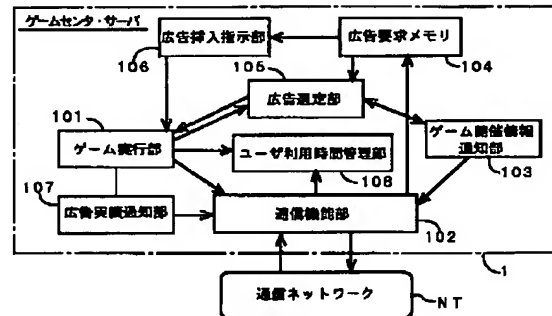 ゲームセンタ・サーバ
広告挿入指示部
106
広告要求メモリ
104
105
広告選定部
101
ゲーム実行部
ユーザ利用時間管理部
108
ゲーム開催情報
通知部
103
107
広告実績通知部
通信機能部
102
1
通信ネットワーク
NT